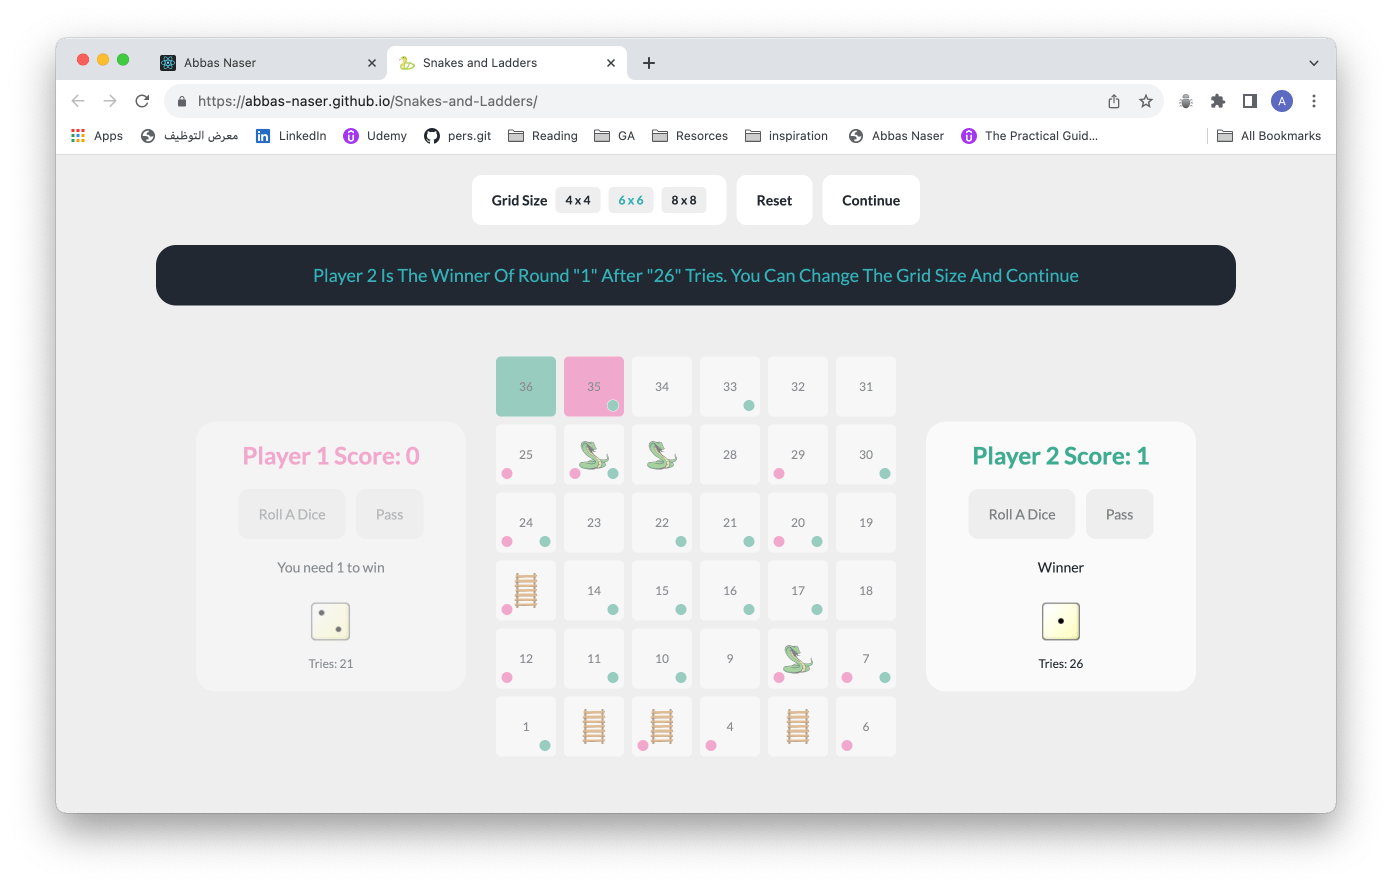 Abbas Naser
Snakes and Ladders
https://abbas-naser.github.io/Snakes-and-Ladders/
A
Apps
معرض التوظيف
LinkedIn
Udemy
pers.git
Reading
GA
Resorces
inspiration
Abbas Naser
The Practical Guid...
All Bookmarks
Grid Size 4 x 4 6 x 6 8 x 8 Reset Continue
Player 2 Is The Winner Of Round "1" After "26" Tries. You Can Change The Grid Size And Continue
Player 1 Score: 0
Roll A Dice Pass
You need 1 to win
Tries: 21
36 35 34 33 32 31
25 28 29 30
24 23 22 21 20 19
14 15 16 17 18
12 11 10 9 7
1 4 6
Player 2 Score: 1
Roll A Dice Pass
Winner
Tries: 26